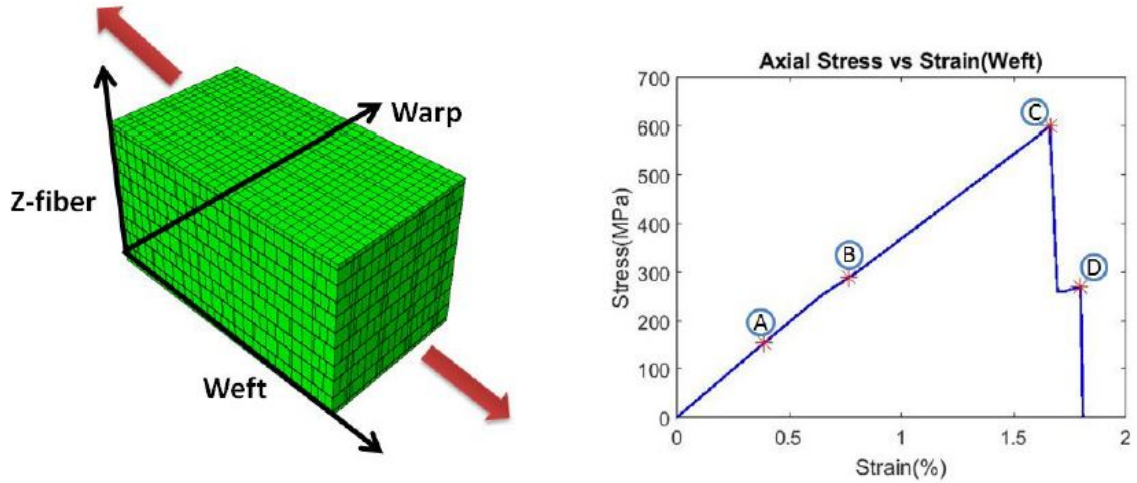 Warp
Z-fiber
Weft
Axial Stress vs Strain(Weft)
Stress(MPa)
700
600
500
400
300
200
100
0
A
B
C
D
0
0.5
1
1.5
2
Strain(%)